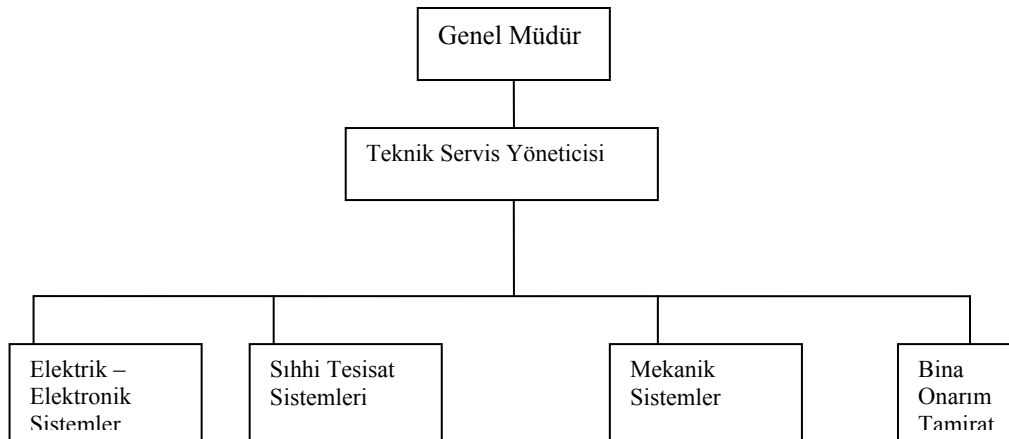 Genel Müdür
Teknik Servis Yöneticisi
Elektrik –
Elektronik
Sistemler
Sıhhi Tesisat
Sistemleri
Mekanik
Sistemler
Bina
Onarım
Tamirat